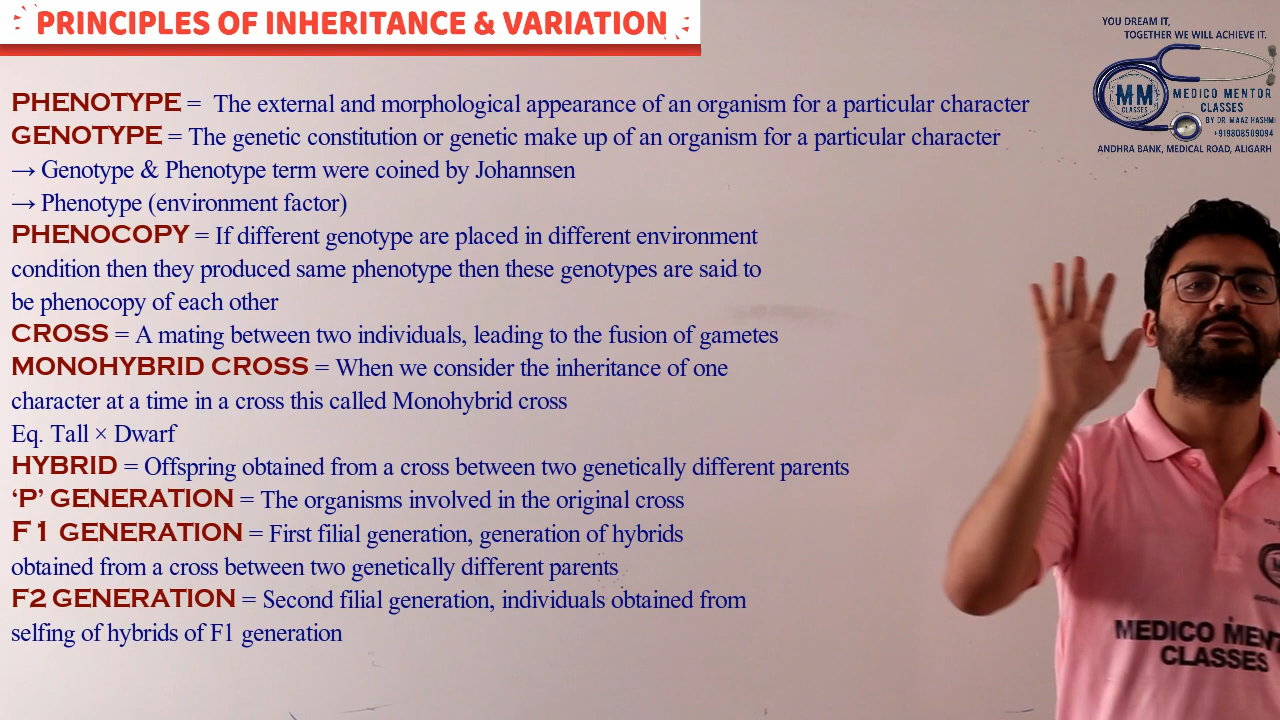 PRINCIPLES OF INHERITANCE & VARIATION
YOU DREAM IT,
TOGETHER WE WILL ACHIEVE IT.
MM
CLASSES
MEDICO MENTOR
CLASSES
BY DR MAAZ HASHMI
+919808509094
ANDHRA BANK, MEDICAL ROAD, ALIGARH
PHENOTYPE = The external and morphological appearance of an organism for a particular character
GENOTYPE = The genetic constitution or genetic make up of an organism for a particular character
→ Genotype & Phenotype term were coined by Johannsen
→ Phenotype (environment factor)
PHENOCOPY = If different genotype are placed in different environment
condition then they produced same phenotype then these genotypes are said to
be phenocopy of each other
CROSS = A mating between two individuals, leading to the fusion of gametes
MONOHYBRID CROSS = When we consider the inheritance of one
character at a time in a cross this called Monohybrid cross
Eq. Tall × Dwarf
HYBRID = Offspring obtained from a cross between two genetically different parents
‘P’ GENERATION = The organisms involved in the original cross
F1 GENERATION = First filial generation, generation of hybrids
obtained from a cross between two genetically different parents
F2 GENERATION = Second filial generation, individuals obtained from
selfing of hybrids of F1 generation
MEDICO MENT
CLASSES